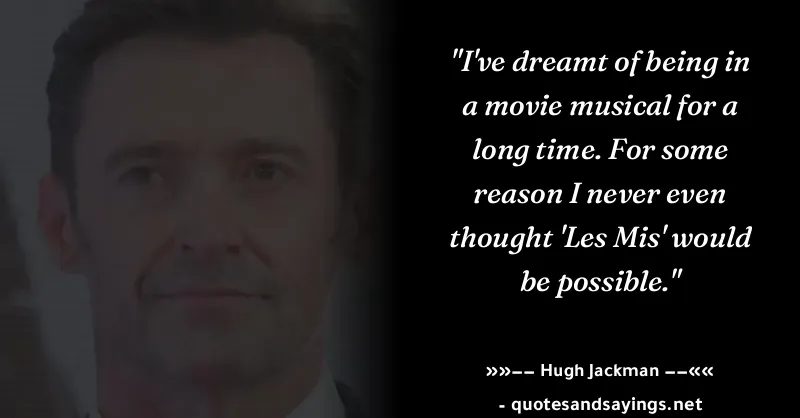 "I've dreamt of being in
a movie musical for a
long time. For some
reason I never even
thought 'Les Mis' would
be possible."
»»–– Hugh Jackman ––««
- quotesandsayings.net